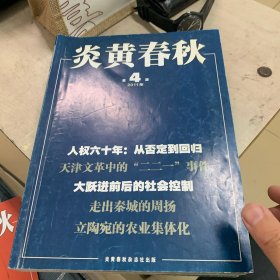 炎黄春秋
第4期
2011年
人权六十年：从否定到回归
天津文革中的“二二一”事件
大跃进前后的社会控制
走出秦城的周扬
立陶宛的农业集体化
炎黄春秋杂志社出版